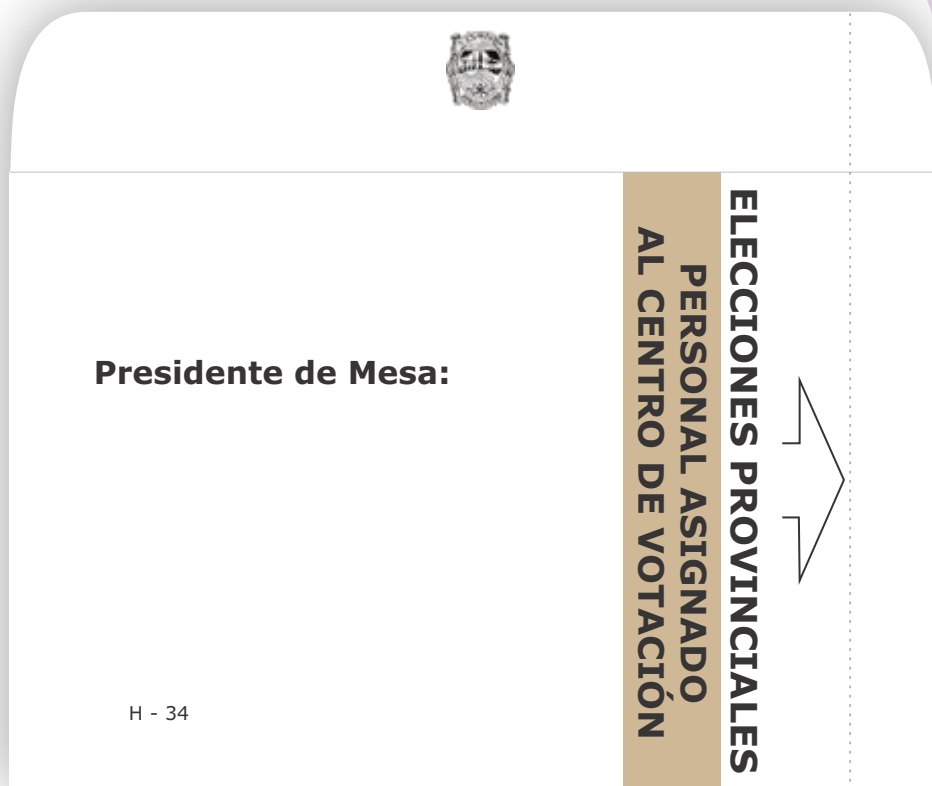 ELECCIONES PROVINCIALES
PERSONAL ASIGNADO
AL CENTRO DE VOTACIÓN
Presidente de Mesa:
H - 34